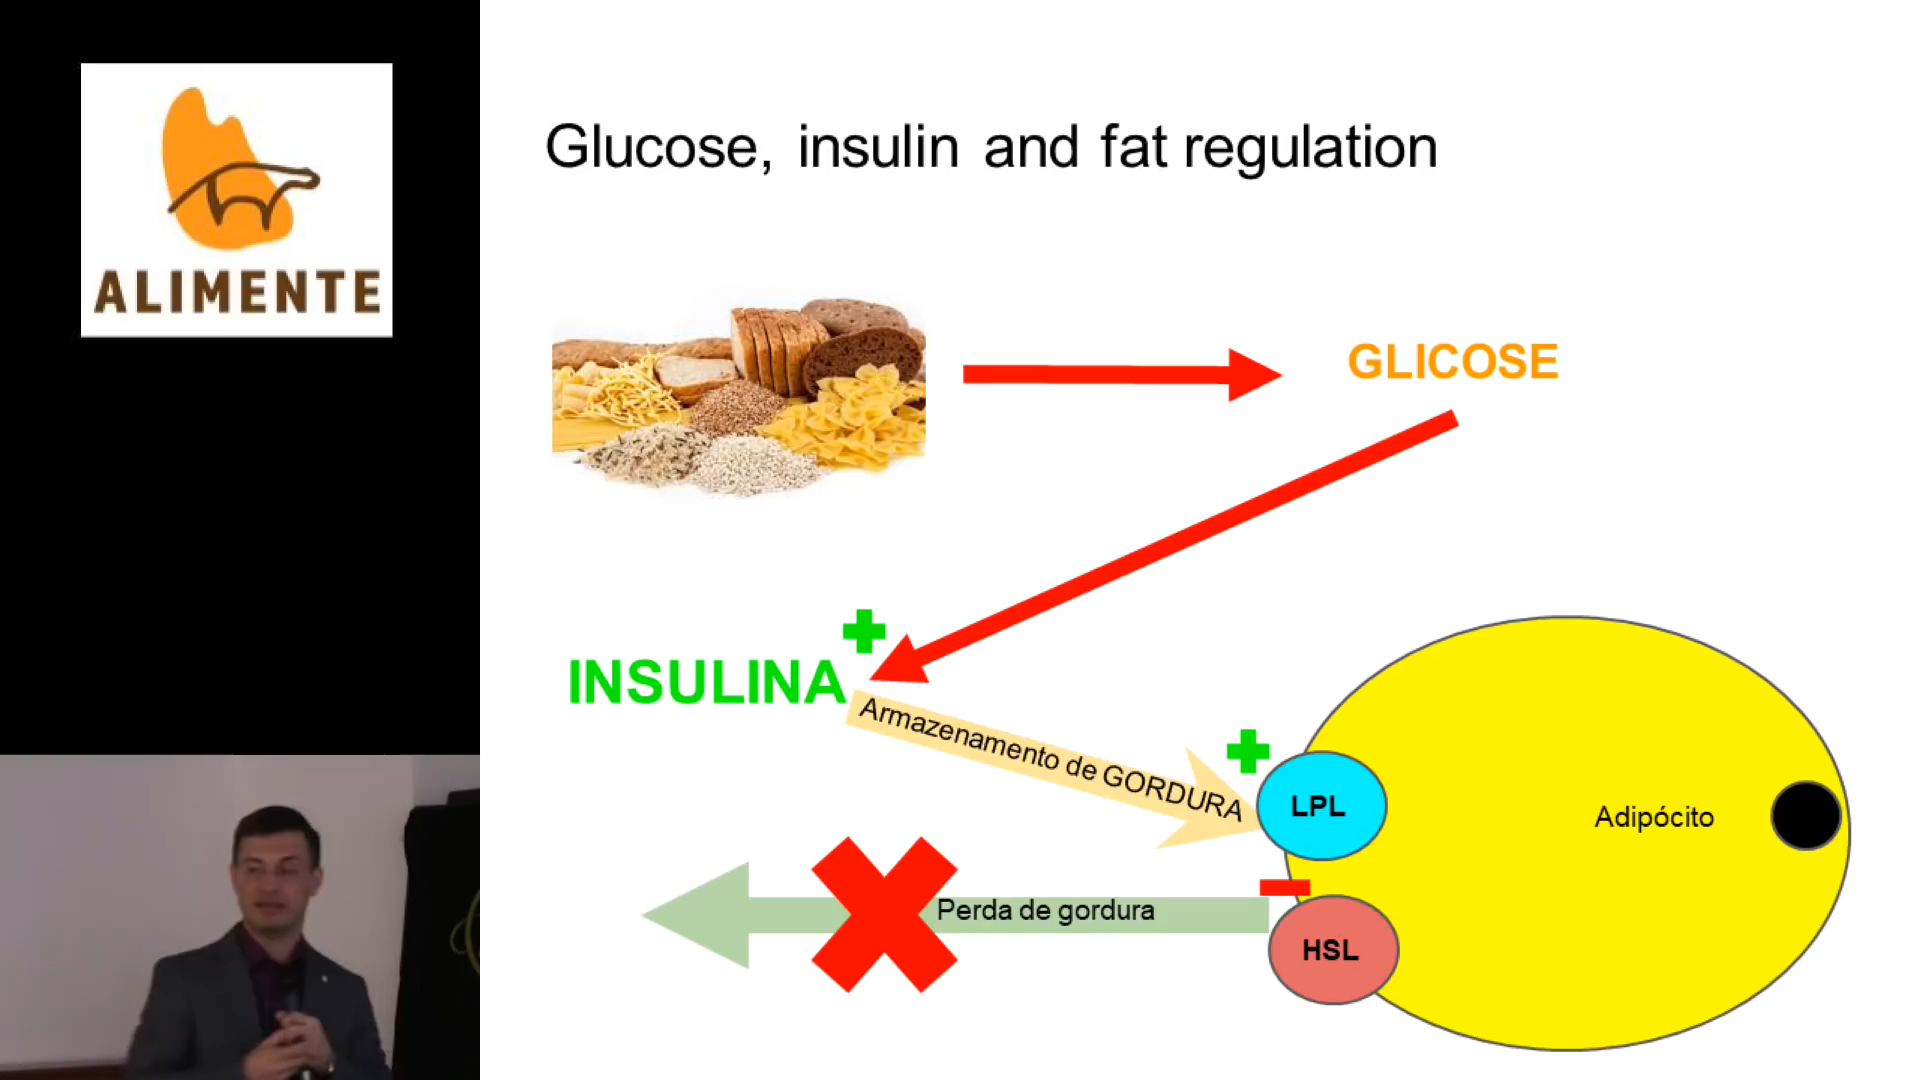 ALIMENTE
Glucose, insulin and fat regulation
GLICOSE
INSULINA
Armazenamento de GORDURA
LPL
Adipócito
Perda de gordura
HSL